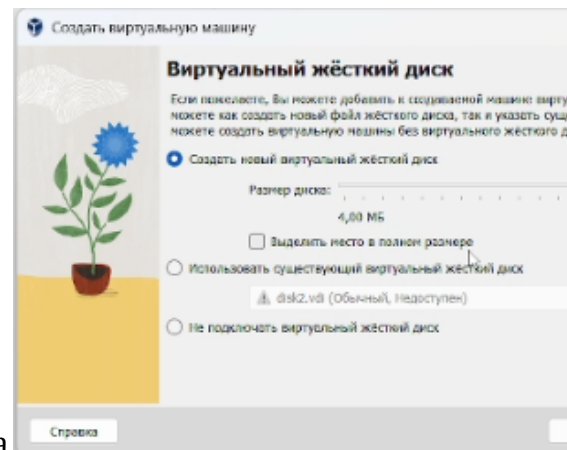 Создать виртуальную машину
Виртуальный жёсткий диск
Если пожелаете, Вы можете добавить к создаваемой машине вирту
можете как создать новый файл жёсткого диска, так и указать сущ
можете создать виртуальную машины без виртуального жёсткого д
Создать новый виртуальный жёсткий диск
Размер диска:
4,00 МБ
Выделить место в полном размере
Использовать существующий виртуальный жёсткий диск
disk2.vdi (Обычный, Недоступен)
Не подключать виртуальный жёсткий диск
Справка